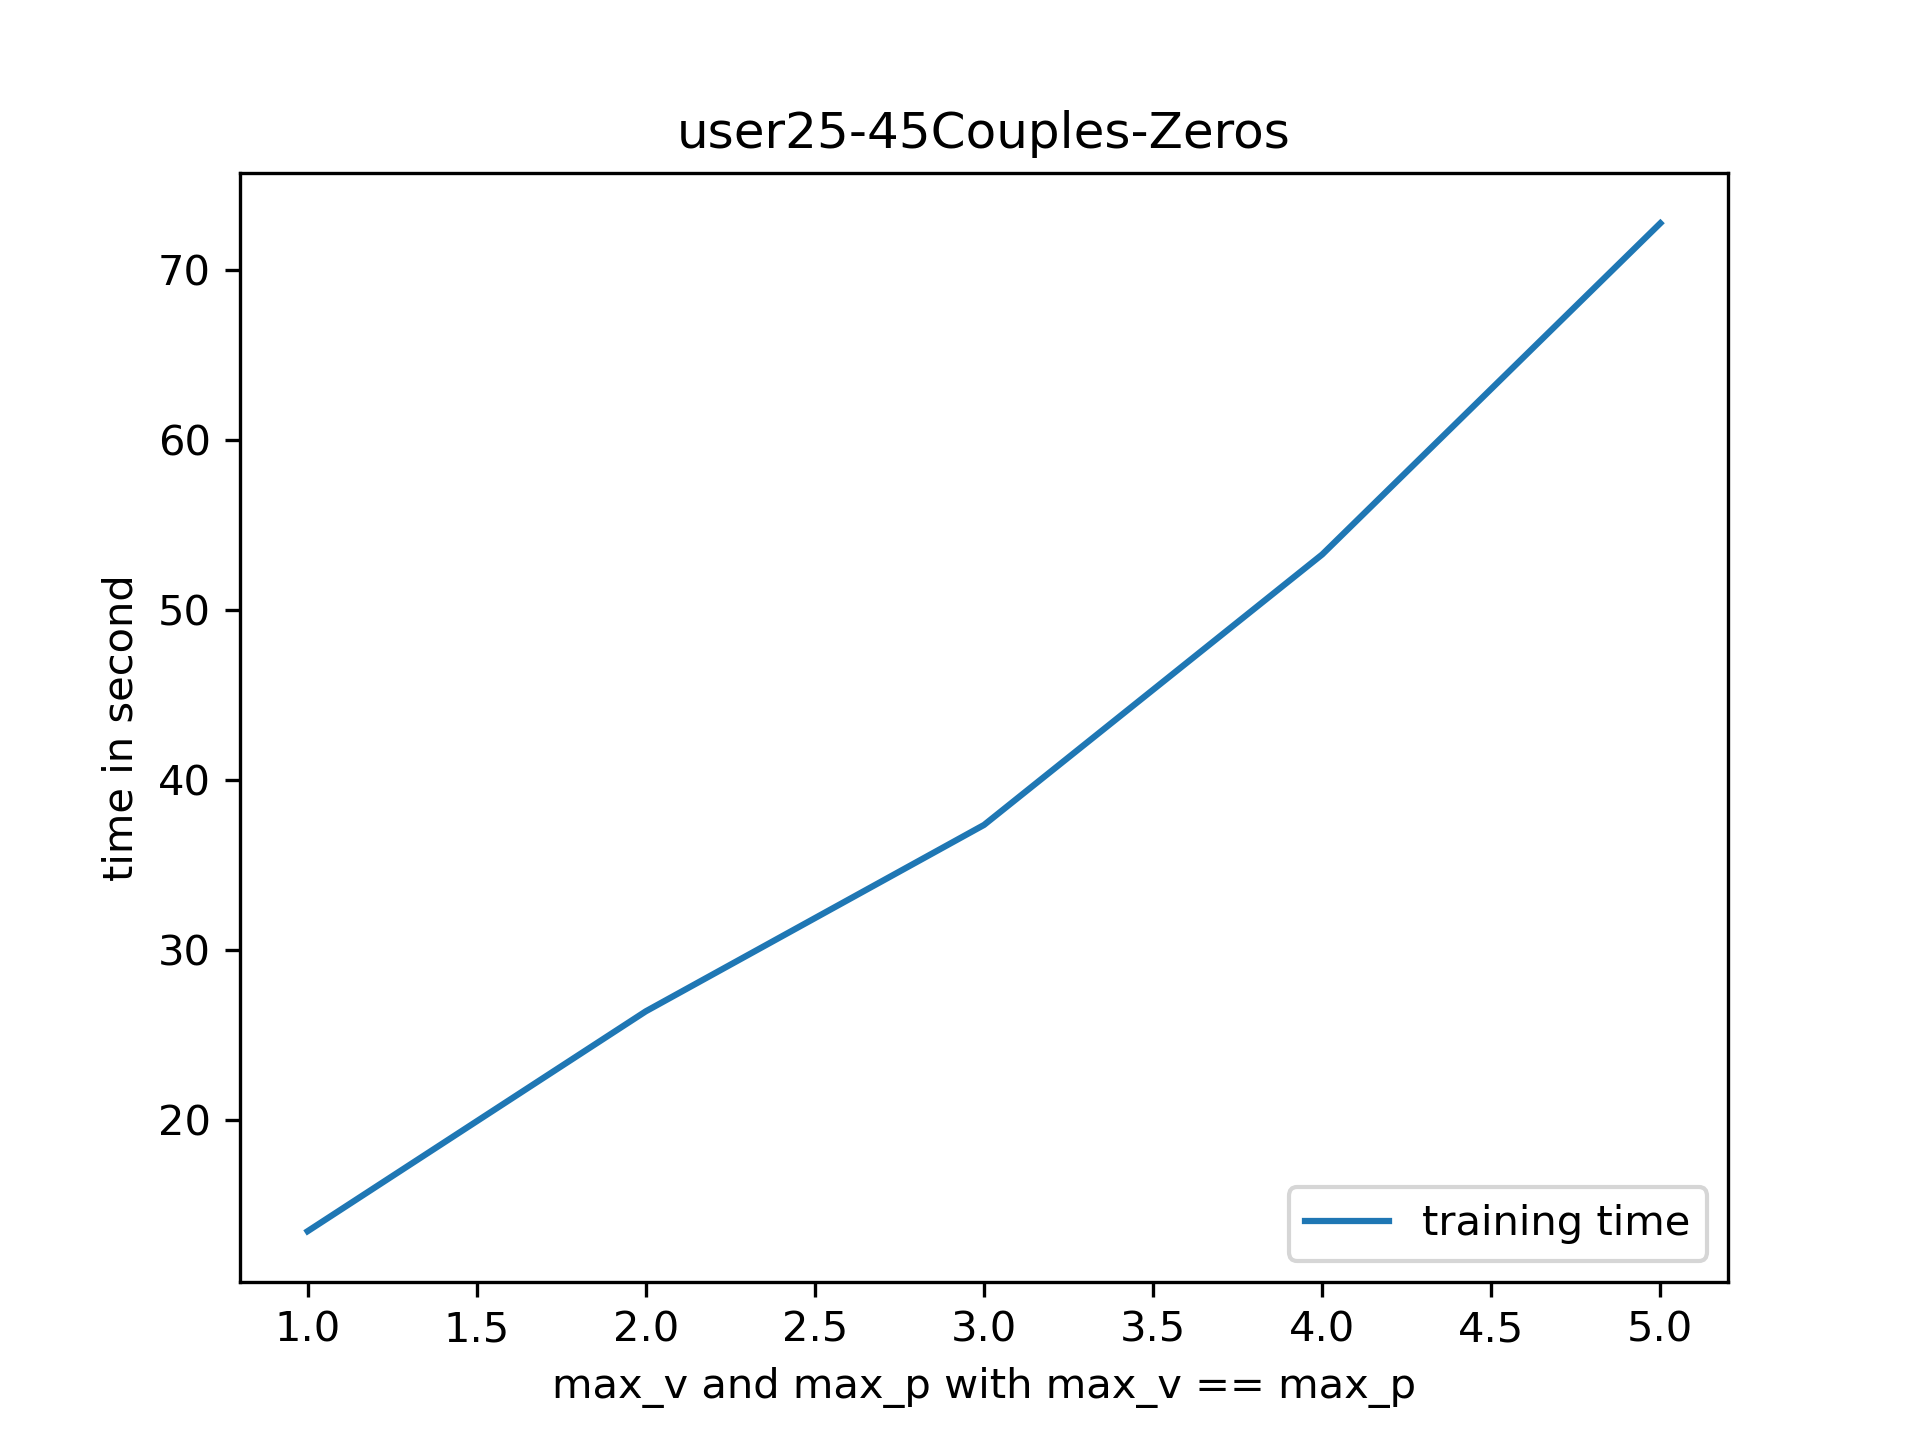 user25-45Couples-Zeros
70
60
50
40
30
20
time in second
training time
1.0 1.5 2.0 2.5 3.0 3.5 4.0 4.5 5.0
max_v and max_p with max_v == max_p